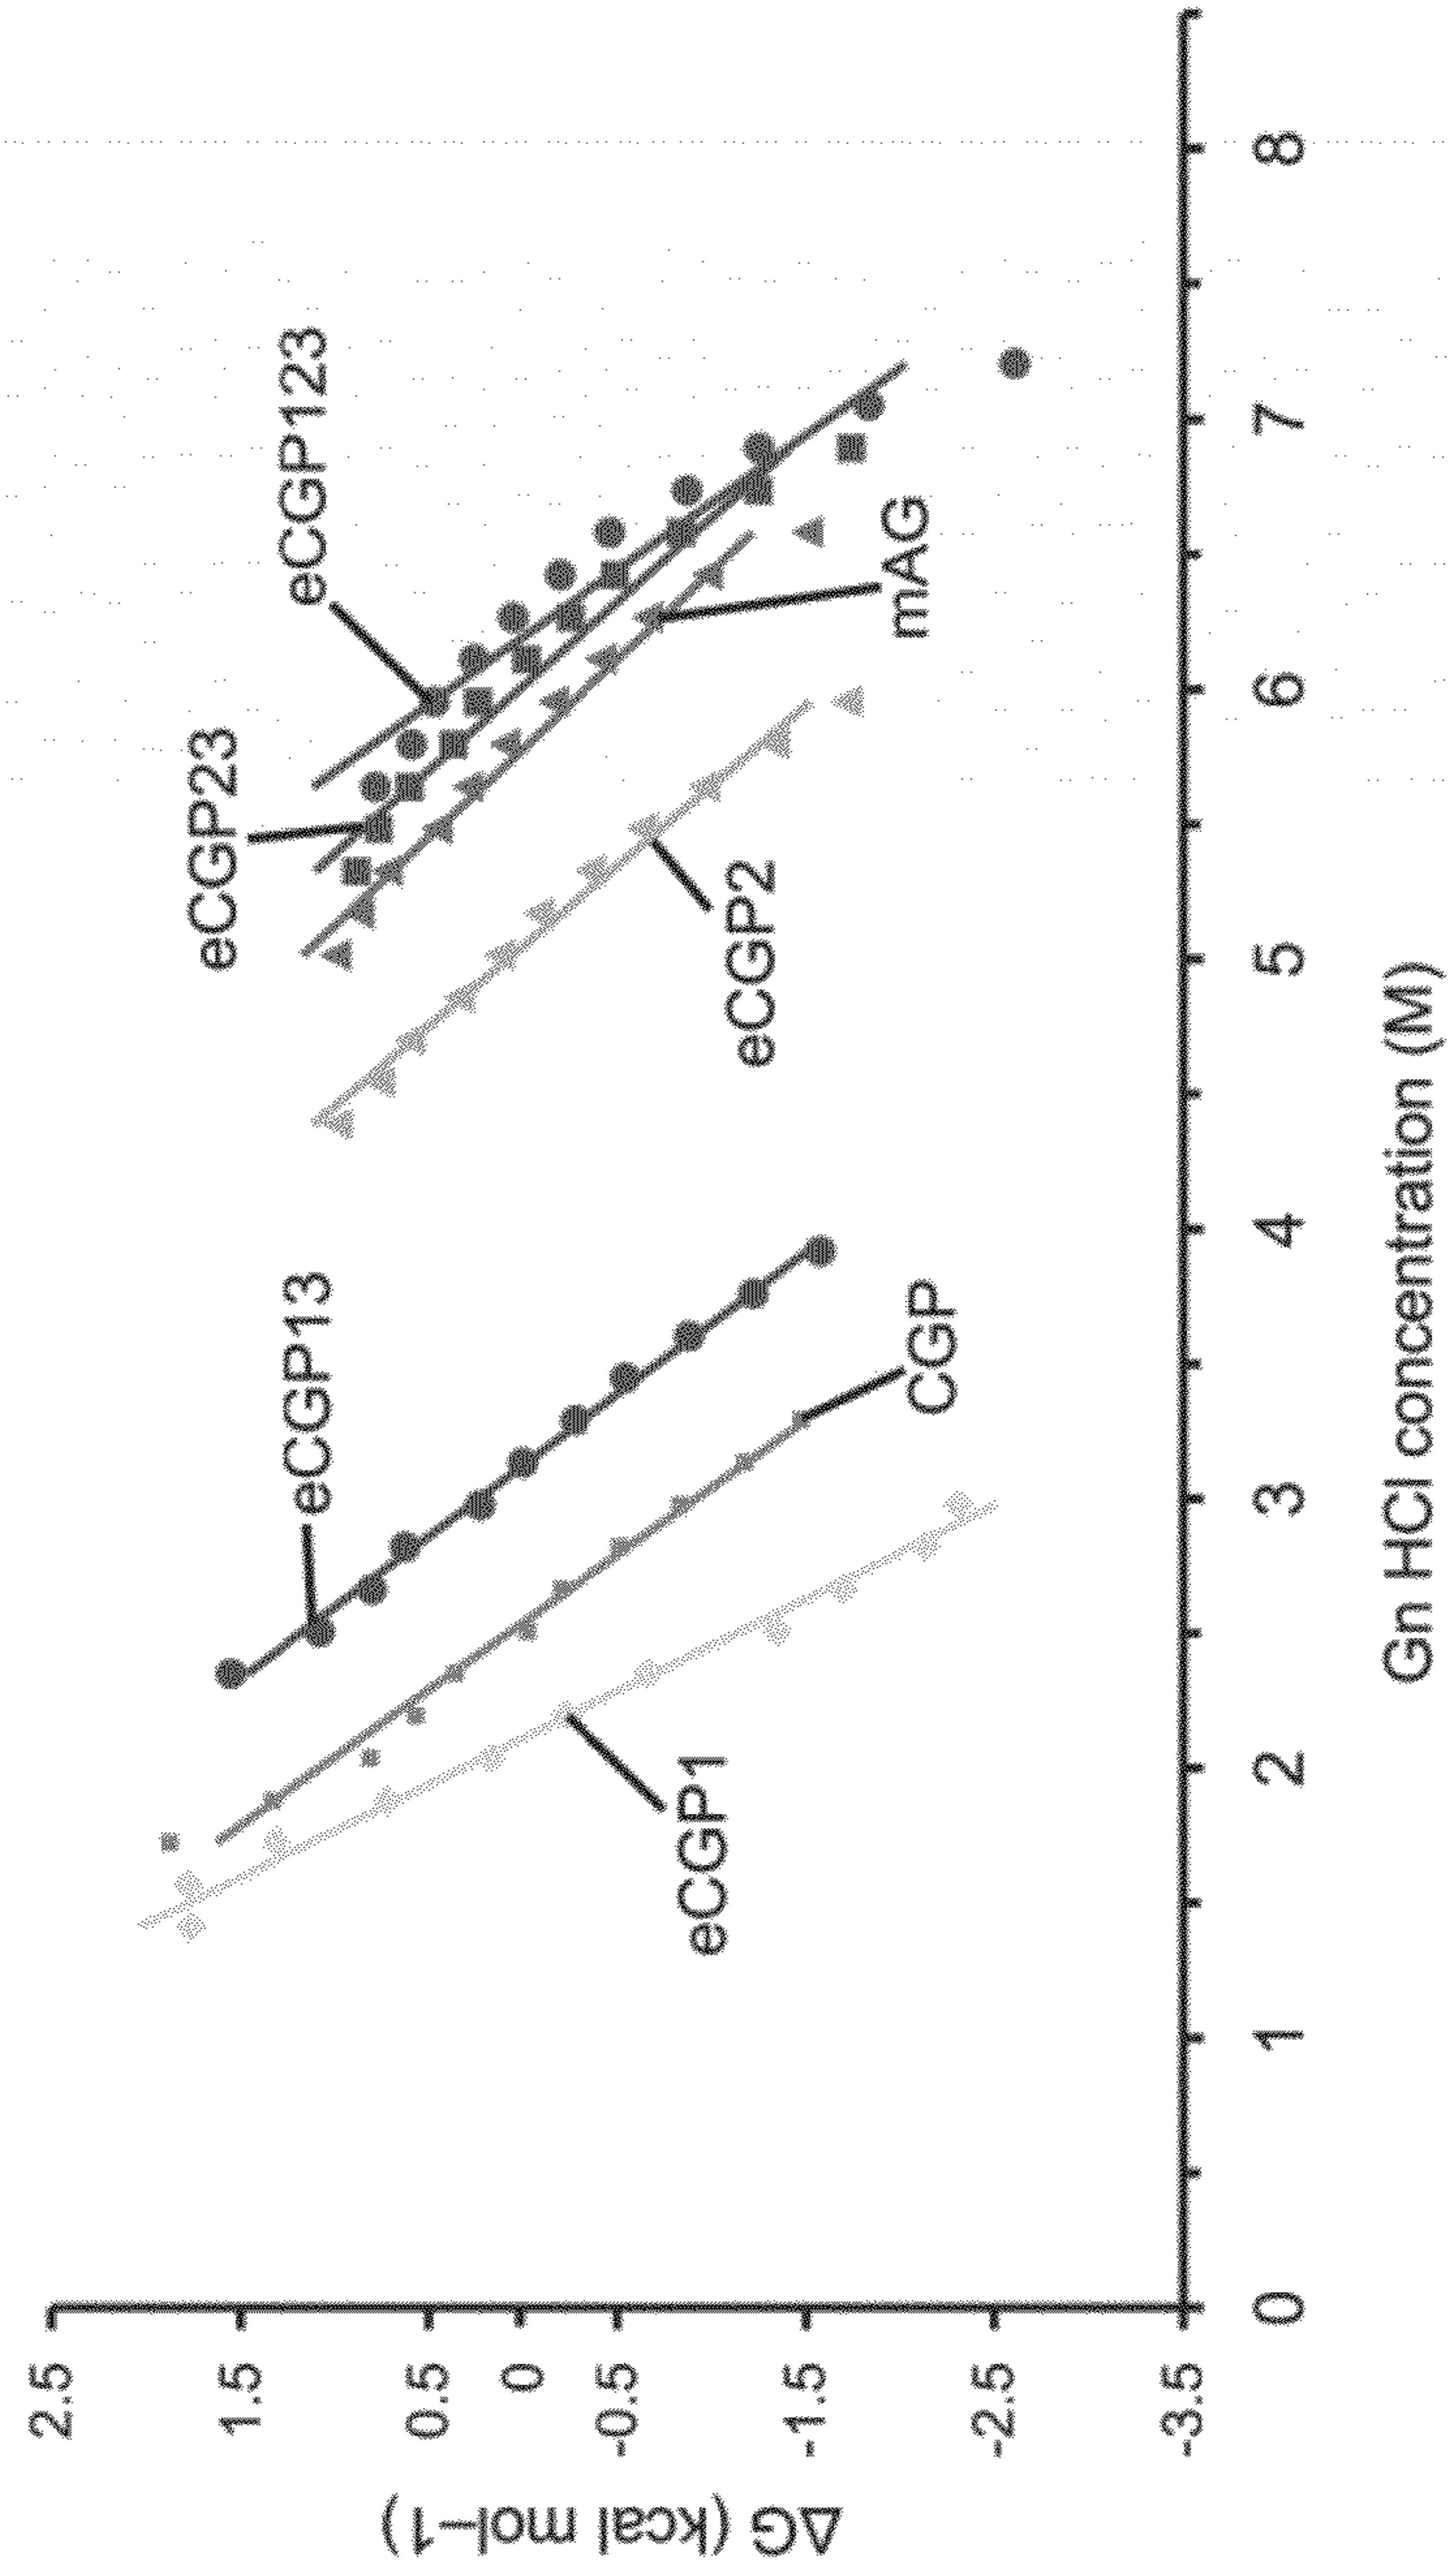 ΔG (kcal mol−1)
2.5
1.5
0.5
0
-0.5
-1.5
-2.5
-3.5
0
1
2
3
4
5
6
7
8
Gn HCl concentration (M)
eCGP1
CGP
eCGP13
eCGP2
eCGP23
eCGP123
mAG